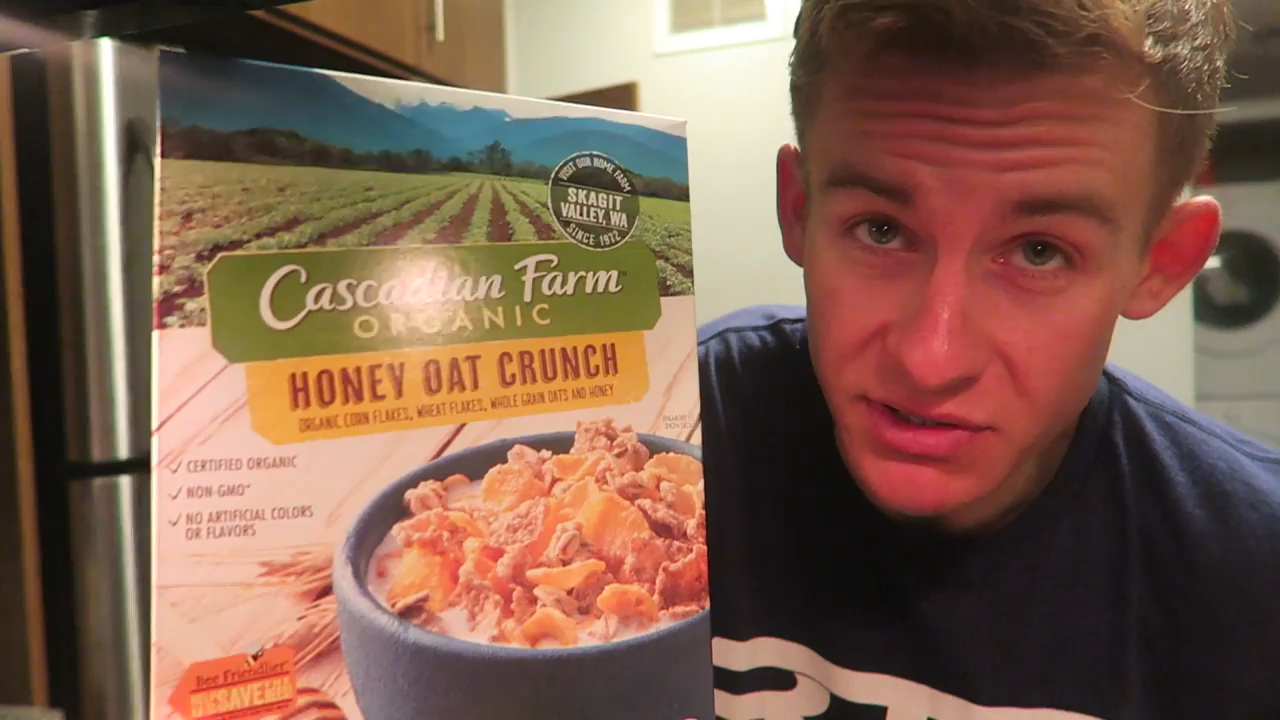 VISIT OUR HOME FARM
SKAGIT
VALLEY, WA
SINCE 1972
Cascadian Farm
ORGANIC
HONEY OAT CRUNCH
ORGANIC CORN FLAKES, WHEAT FLAKES, WHOLE GRAIN OATS AND HONEY
✓ CERTIFIED ORGANIC
✓ NON-GMO*
✓ NO ARTIFICIAL COLORS
OR FLAVORS
Bee Friendlier
SAVE